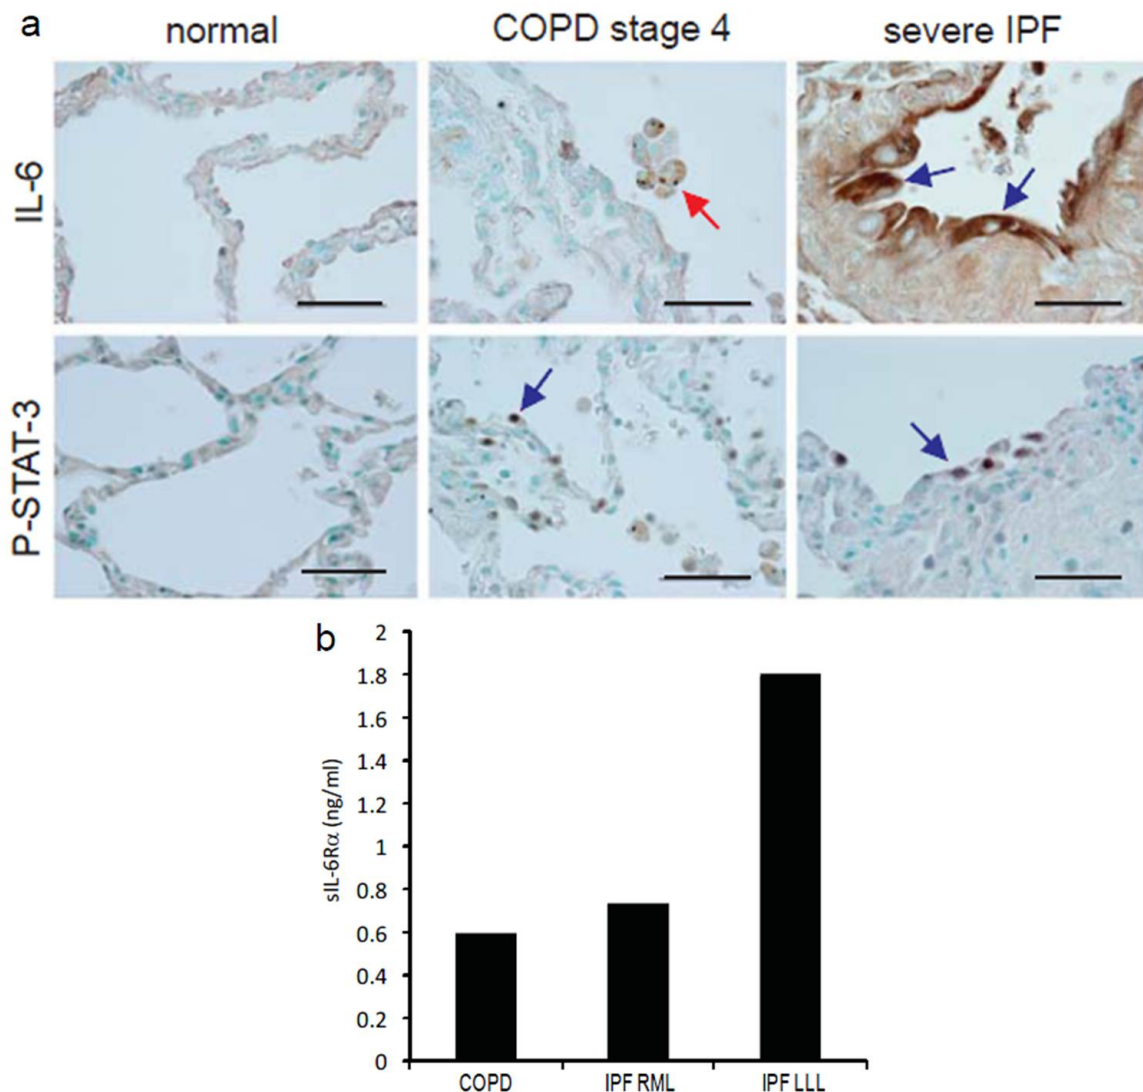 a
normal
COPD stage 4
severe IPF
IL-6
P-STAT-3
b
sIL-6Rα (ng/ml)
2
1.8
1.6
1.4
1.2
1
0.8
0.6
0.4
0.2
0
COPD
IPF RML
IPF LLL